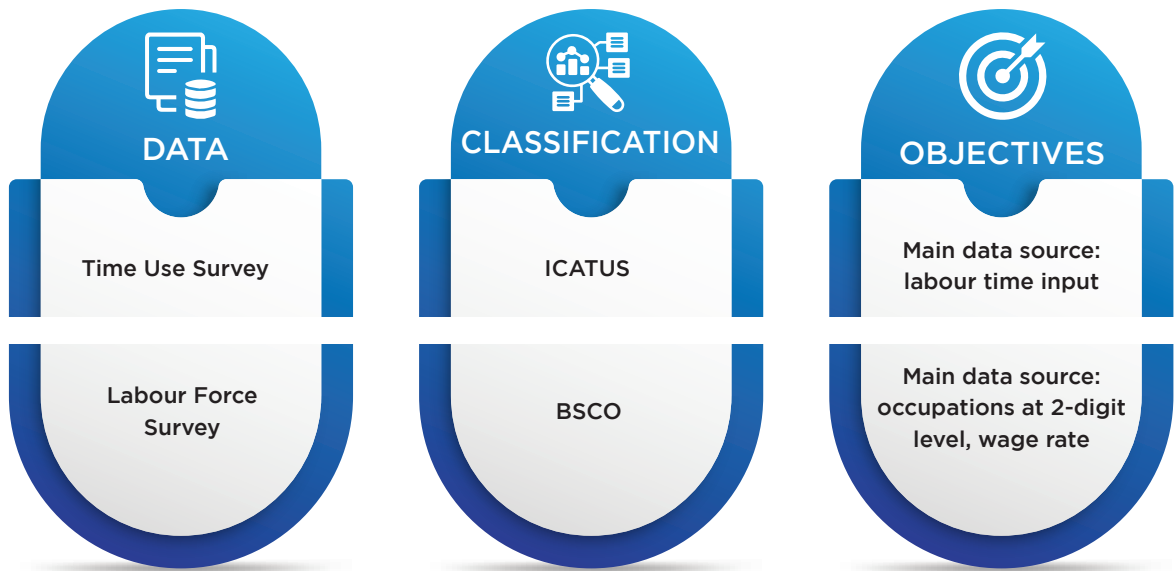 DATA
CLASSIFICATION
OBJECTIVES
Time Use Survey
ICATUS
Main data source:
labour time input
Labour Force
Survey
BSCO
Main data source:
occupations at 2-digit
level, wage rate